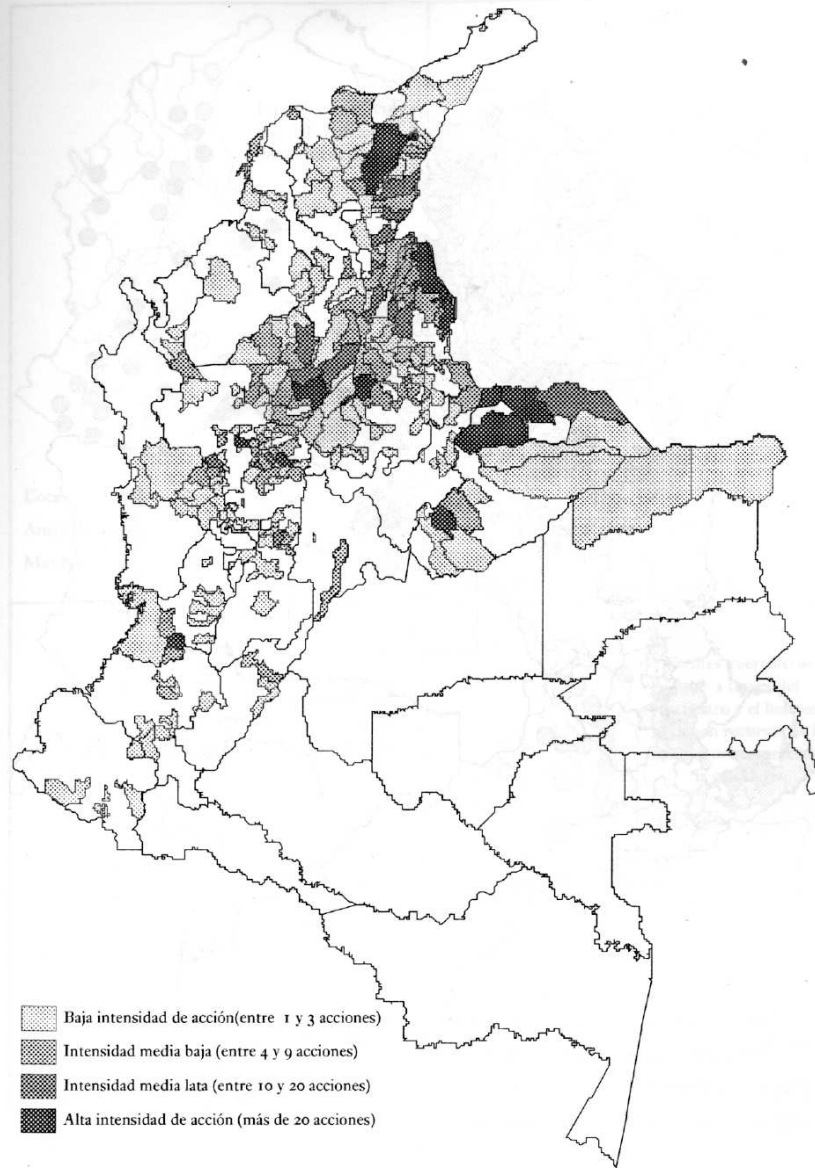 Baja intensidad de acción(entre 1 y 3 acciones)
Intensidad media baja (entre 4 y 9 acciones)
Intensidad media lata (entre 10 y 20 acciones)
Alta intensidad de acción (más de 20 acciones)